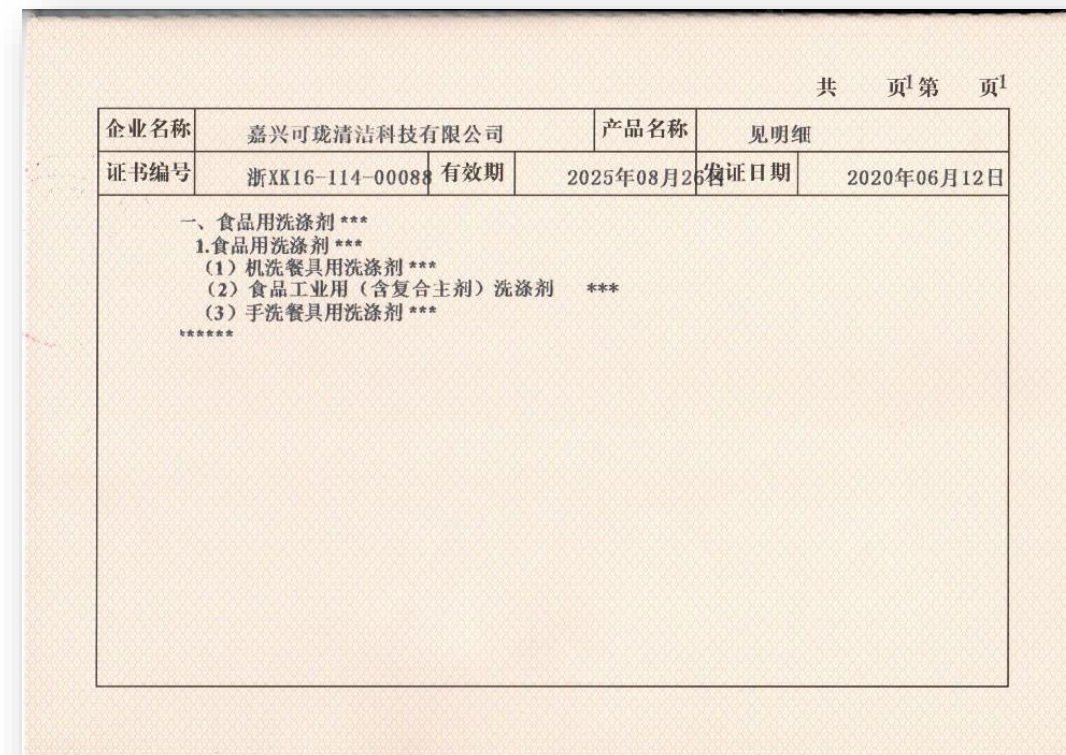 共 页1第 页1
企业名称 嘉兴可珑清洁科技有限公司 产品名称 见明细
证书编号 浙XK16-114-00088 有效期 2025年08月26日 发证日期 2020年06月12日
一、食品用洗涤剂 ***
1.食品用洗涤剂 ***
（1）机洗餐具用洗涤剂 ***
（2）食品工业用（含复合主剂）洗涤剂 ***
（3）手洗餐具用洗涤剂 ***
******